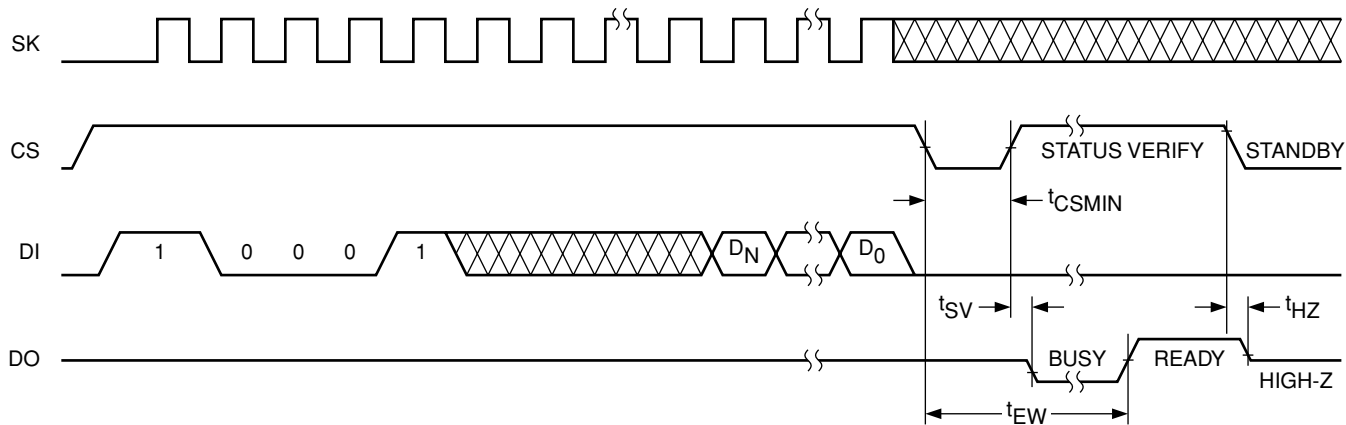 SK
CS
STATUS VERIFY
STANDBY
tCSMIN
DI
1
0
0
0
1
DN
D0
tSV
tHZ
DO
BUSY
READY
HIGH-Z
tEW